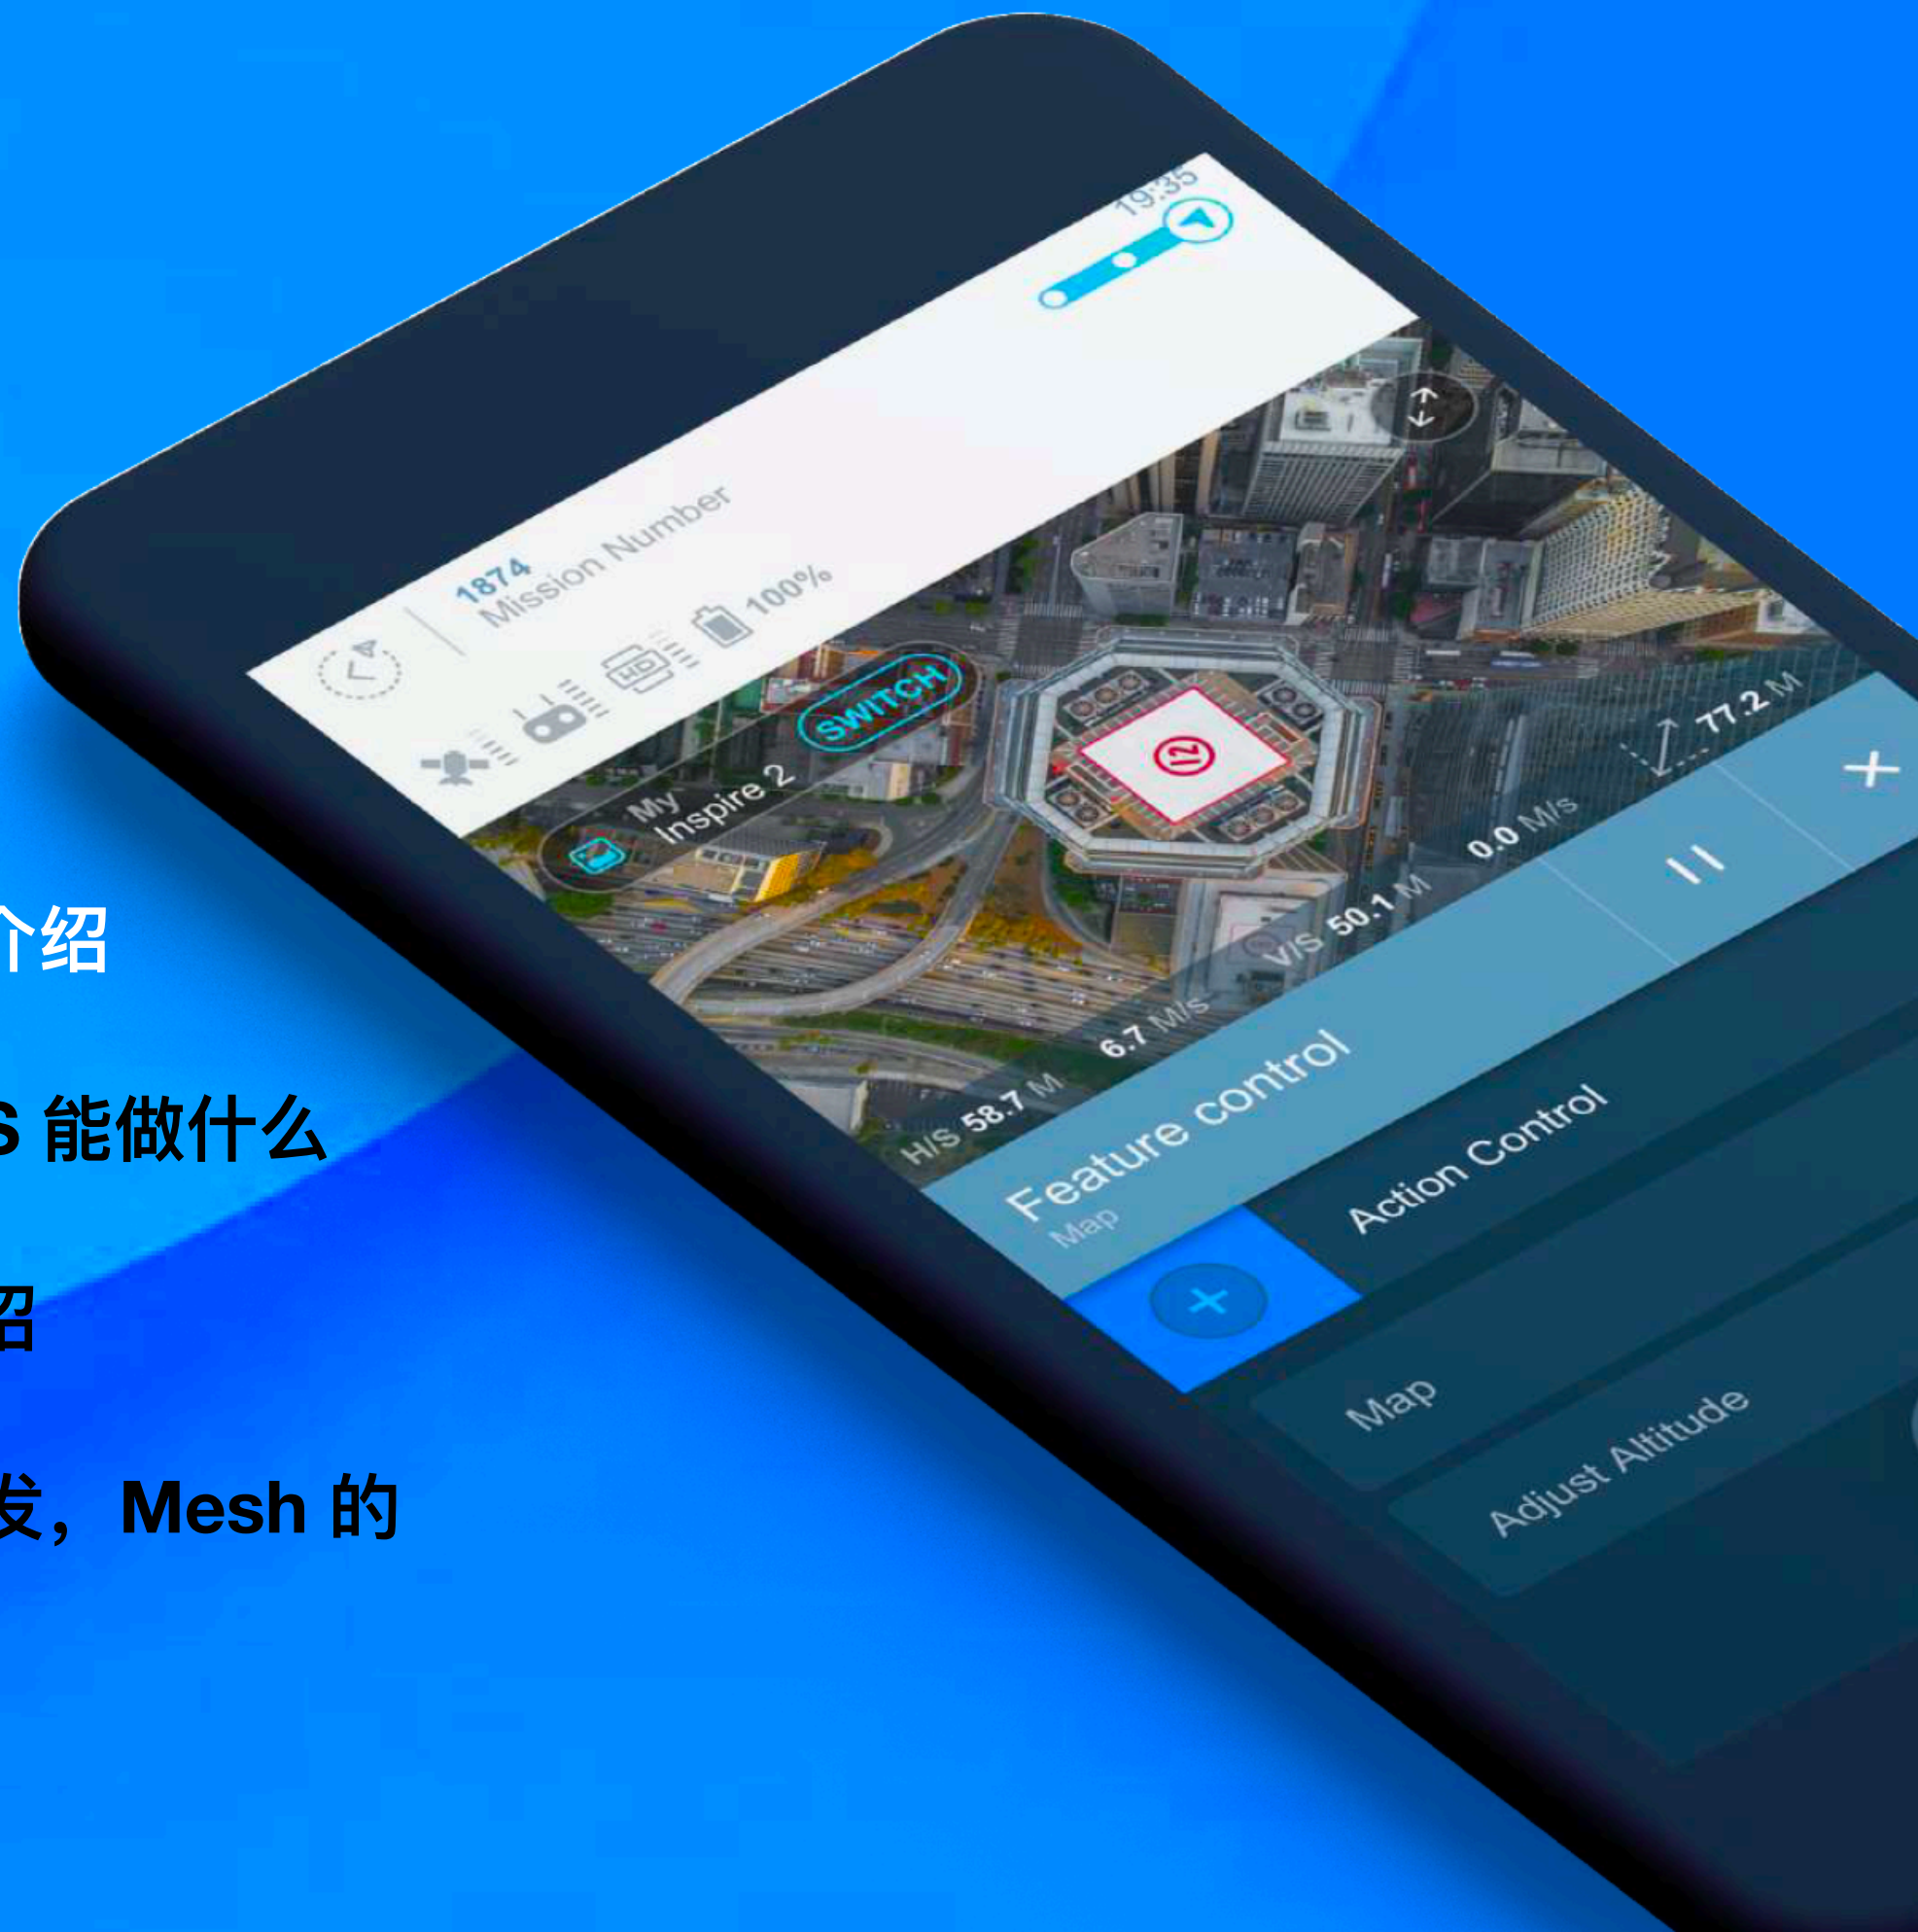 19:35
1874
Mission Number
100%
HD
SWITCH
My
Inspire 2
12
H/S 58.7 M
6.7 M/s
V/S 50.1 M
0.0 M/s
77.2 M
Feature control
Map
Action Control
Map
Adjust Altitude
介绍
S 能做什么
绍
发，Mesh 的